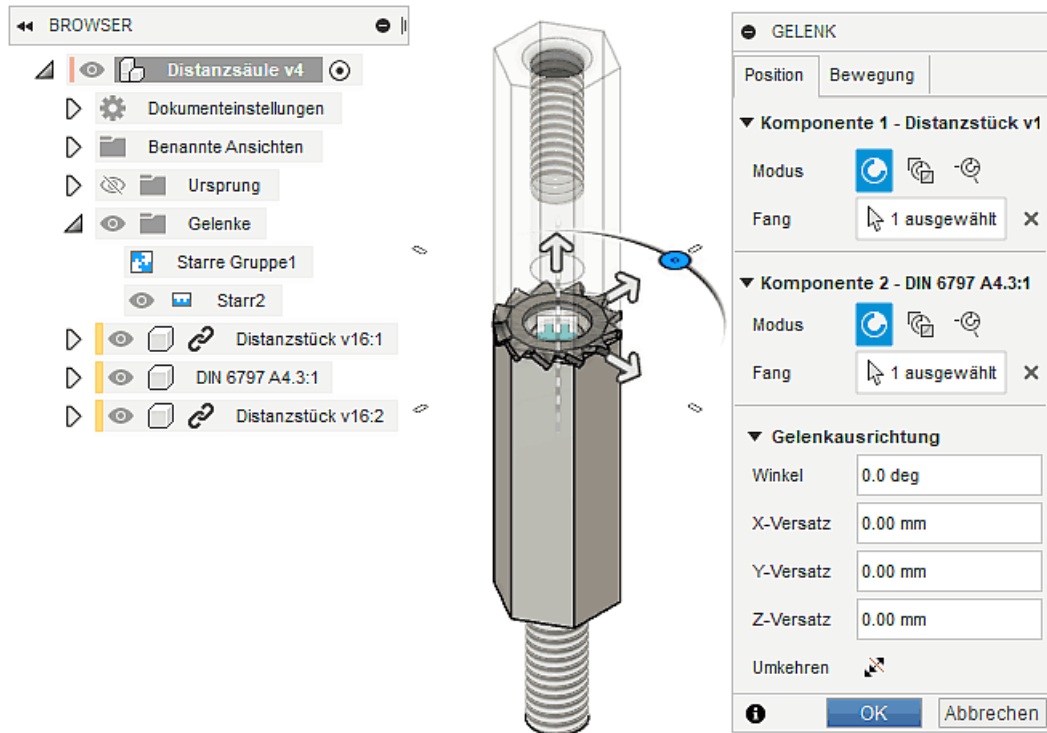 BROWSER
Distanzsäule v4
Dokumenteinstellungen
Benannte Ansichten
Ursprung
Gelenke
Starre Gruppe1
Starr2
Distanzstück v16:1
DIN 6797 A4.3:1
Distanzstück v16:2
GELENK
Position Bewegung
Komponente 1 - Distanzstück v1
Modus
Fang 1 ausgewählt
Komponente 2 - DIN 6797 A4.3:1
Modus
Fang 1 ausgewählt
Gelenkausrichtung
Winkel 0.0 deg
X-Versatz 0.00 mm
Y-Versatz 0.00 mm
Z-Versatz 0.00 mm
Umkehren
OK Abbrechen